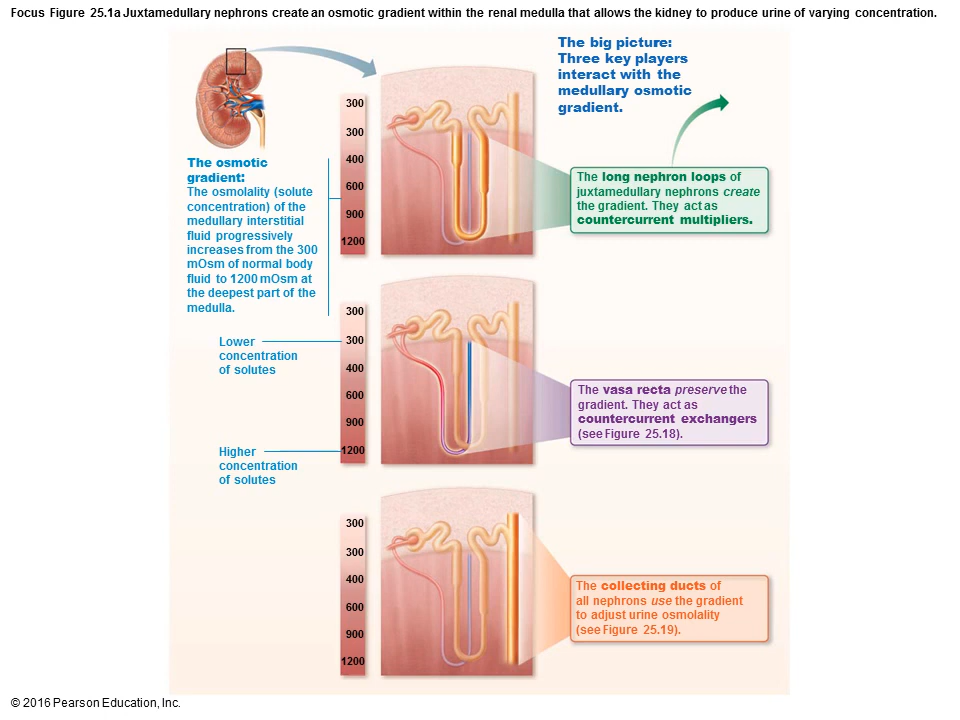 Focus Figure 25.1a Juxtamedullary nephrons create an osmotic gradient within the renal medulla that allows the kidney to produce urine of varying concentration.
The big picture:
Three key players
interact with the
medullary osmotic
gradient.
The osmotic
gradient:
The osmolality (solute
concentration) of the
medullary interstitial
fluid progressively
increases from the 300
mOsm of normal body
fluid to 1200 mOsm at
the deepest part of the
medulla.
300
300
400
600
900
1200
The long nephron loops of
juxtamedullary nephrons create
the gradient. They act as
countercurrent multipliers.
Lower
concentration
of solutes
Higher
concentration
of solutes
300
300
400
600
900
1200
The vasa recta preserve the
gradient. They act as
countercurrent exchangers
(see Figure 25.18).
300
300
400
600
900
1200
The collecting ducts of
all nephrons use the gradient
to adjust urine osmolality
(see Figure 25.19).
© 2016 Pearson Education, Inc.